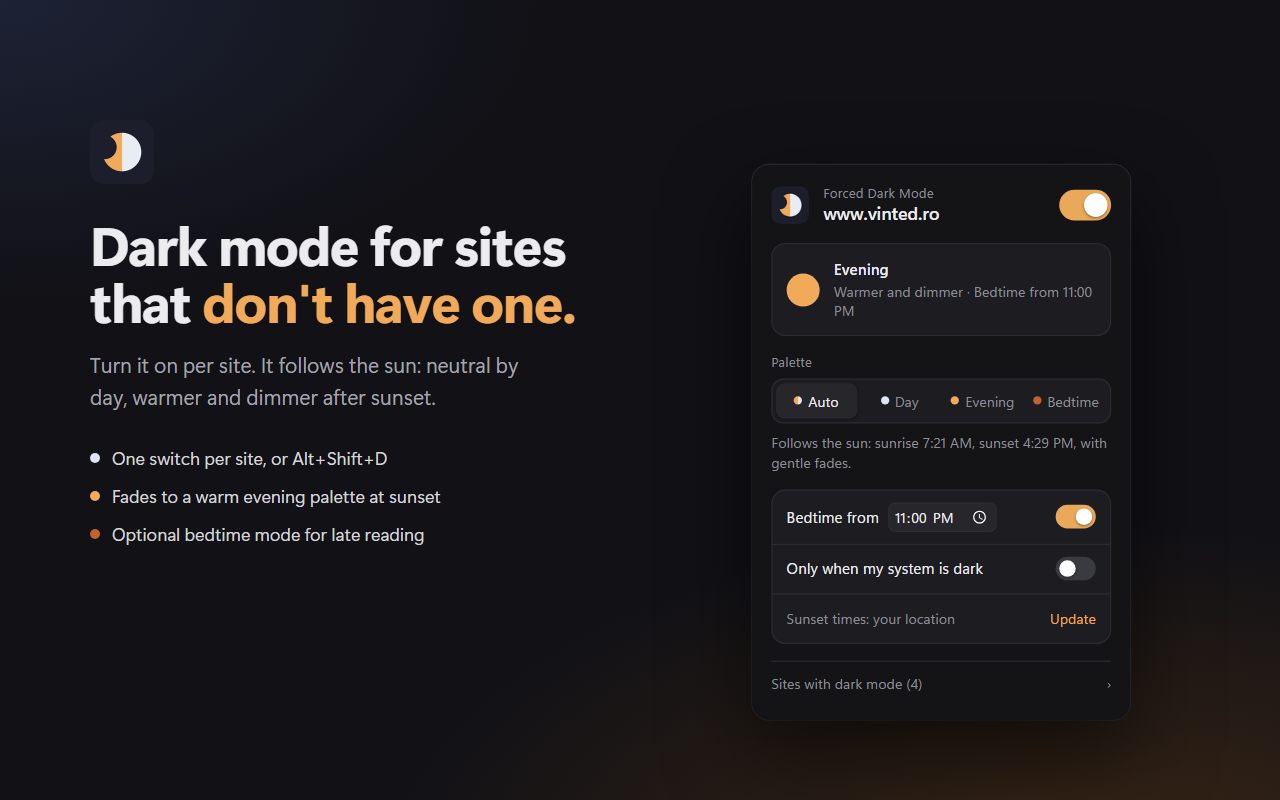 Dark mode for sites
that don't have one.
Turn it on per site. It follows the sun: neutral by
day, warmer and dimmer after sunset.
One switch per site, or Alt+Shift+D
Fades to a warm evening palette at sunset
Optional bedtime mode for late reading
Forced Dark Mode
www.vinted.ro
Evening
Warmer and dimmer · Bedtime from 11:00
PM
Palette
Auto Day Evening Bedtime
Follows the sun: sunrise 7:21 AM, sunset 4:29 PM, with
gentle fades.
Bedtime from 11:00 PM
Only when my system is dark
Sunset times: your location Update
Sites with dark mode (4) ›